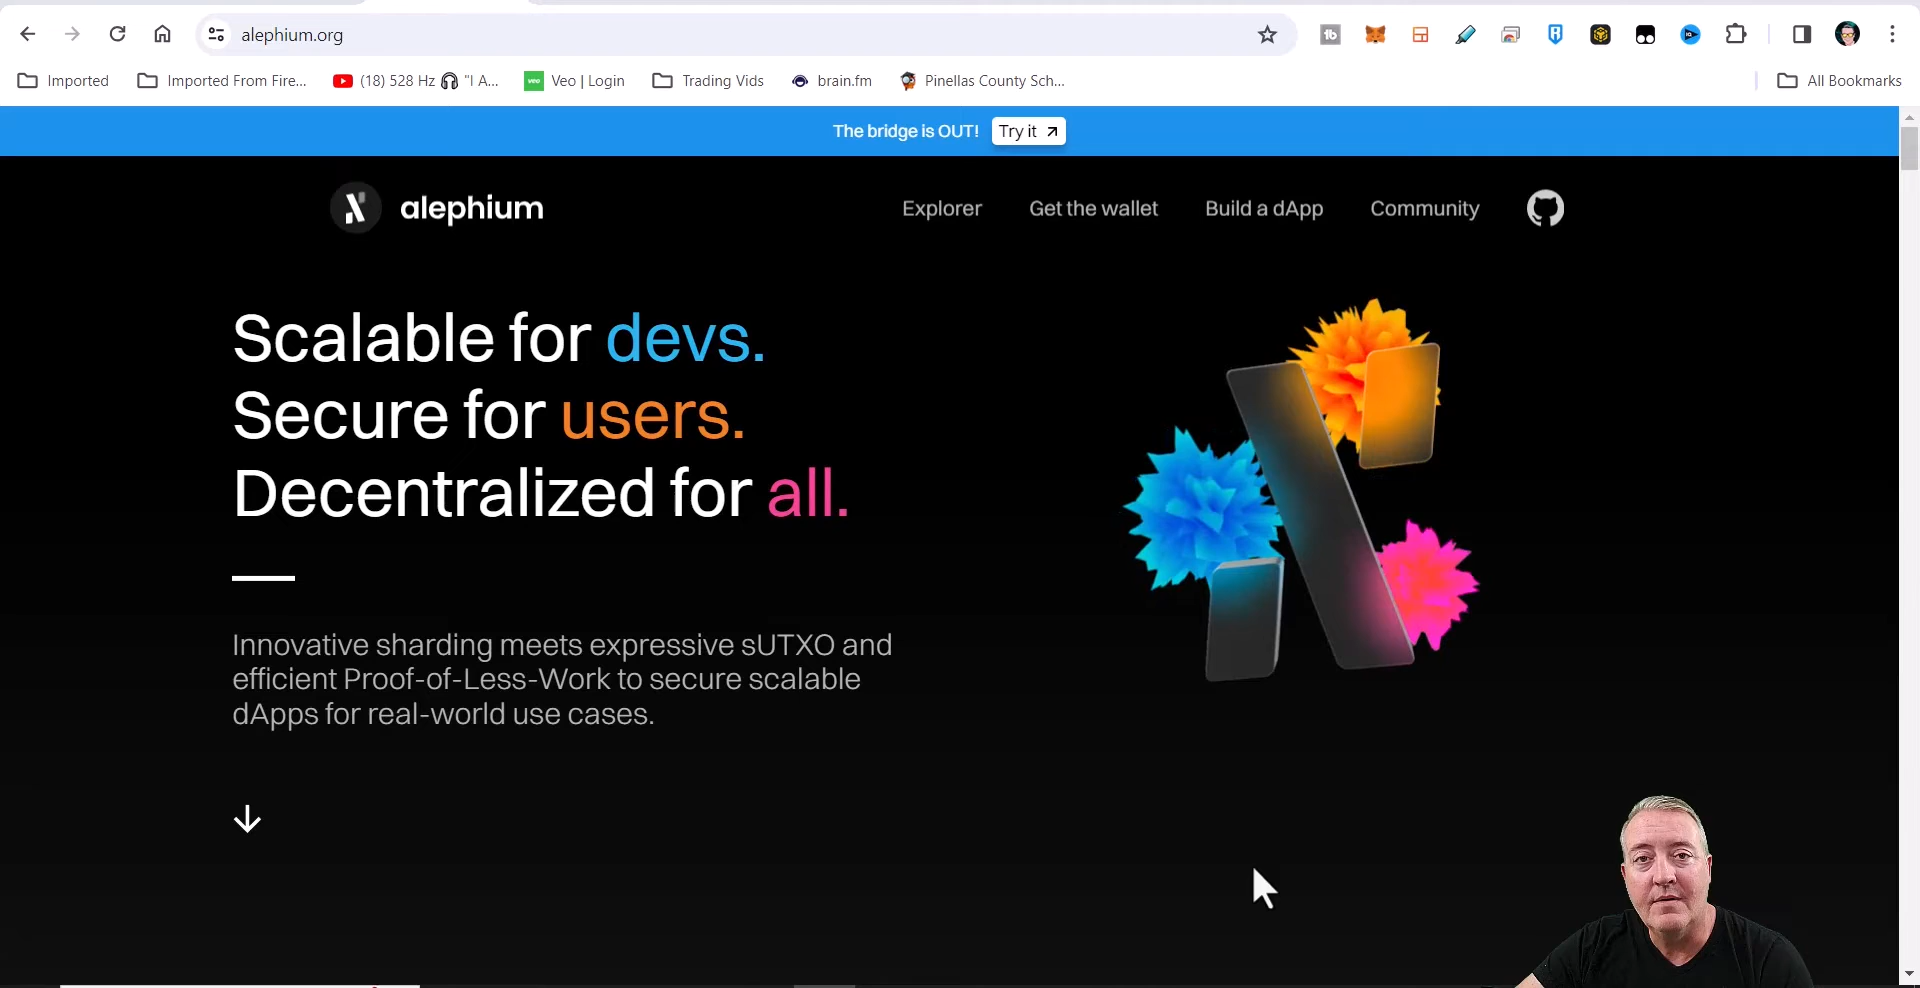 alephium.org
Imported
Imported From Fire...
(18) 528 Hz 🎧 "I A...
veo
Veo | Login
Trading Vids
brain.fm
Pinellas County Sch...
All Bookmarks
The bridge is OUT!
Try it
alephium
Explorer
Get the wallet
Build a dApp
Community
Scalable for devs.
Secure for users.
Decentralized for all.
Innovative sharding meets expressive sUTXO and
efficient Proof-of-Less-Work to secure scalable
dApps for real-world use cases.